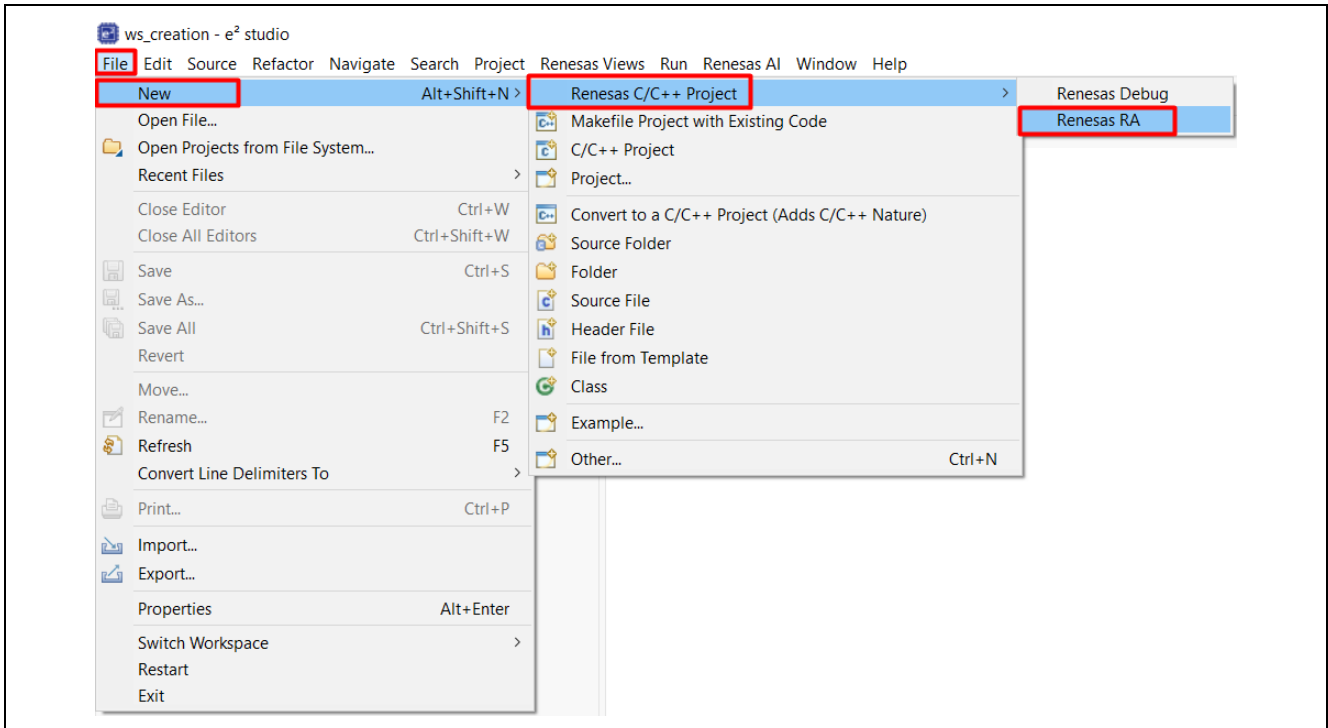 ws_creation - e² studio
File Edit Source Refactor Navigate Search Project Renesas Views Run Renesas AI Window Help
New Alt+Shift+N >
Open File...
Open Projects from File System...
Recent Files >
Close Editor Ctrl+W
Close All Editors Ctrl+Shift+W
Save Ctrl+S
Save As...
Save All Ctrl+Shift+S
Revert
Move...
Rename... F2
Refresh F5
Convert Line Delimiters To >
Print... Ctrl+P
Import...
Export...
Properties Alt+Enter
Switch Workspace >
Restart
Exit
Renesas C/C++ Project >
Makefile Project with Existing Code
C/C++ Project
Project...
Convert to a C/C++ Project (Adds C/C++ Nature)
Source Folder
Folder
Source File
Header File
File from Template
Class
Example...
Other... Ctrl+N
Renesas Debug
Renesas RA